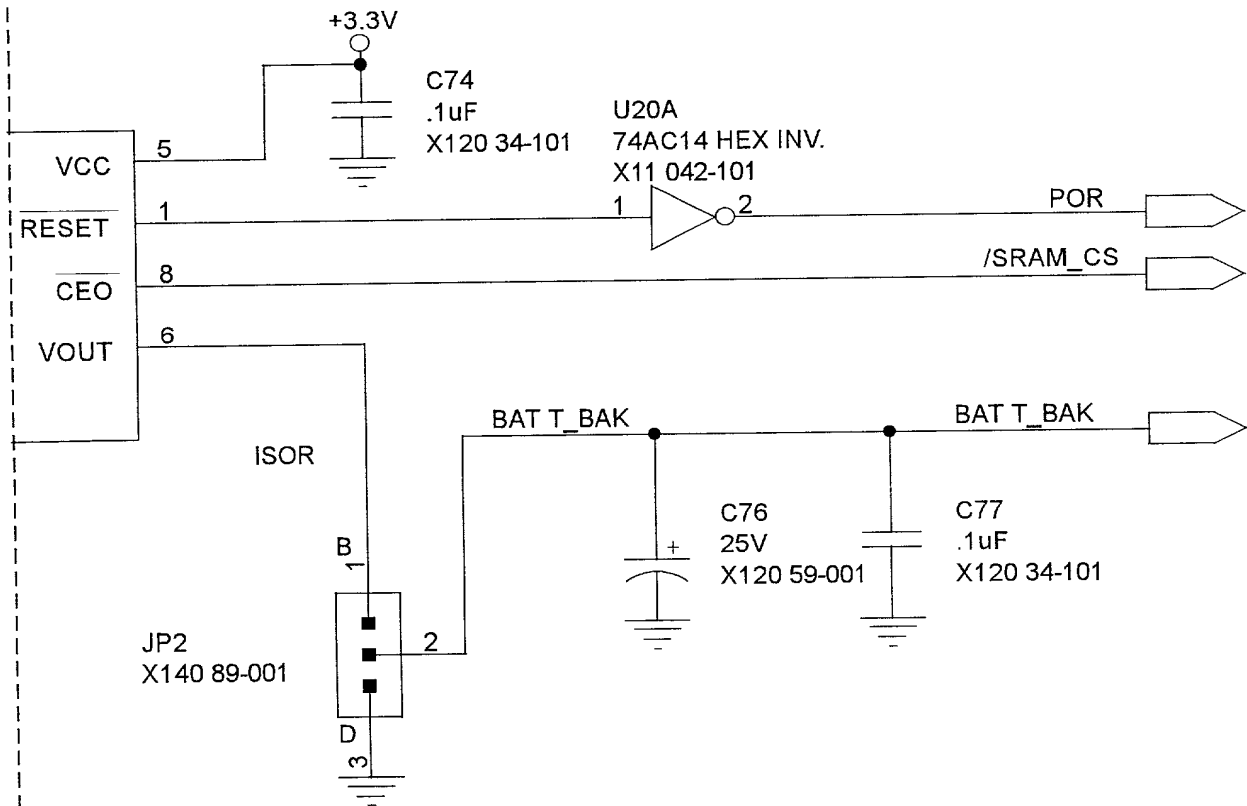 +3.3V
C74
.1uF
X120 34-101
U20A
74AC14 HEX INV.
X11 042-101
VCC
5
RESET
1
1
2
POR
CEO
8
/SRAM_CS
VOUT
6
BAT T_BAK
BAT T_BAK
ISOR
C76
25V
X120 59-001
+
C77
.1uF
X120 34-101
B
1
JP2
X140 89-001
2
D
3